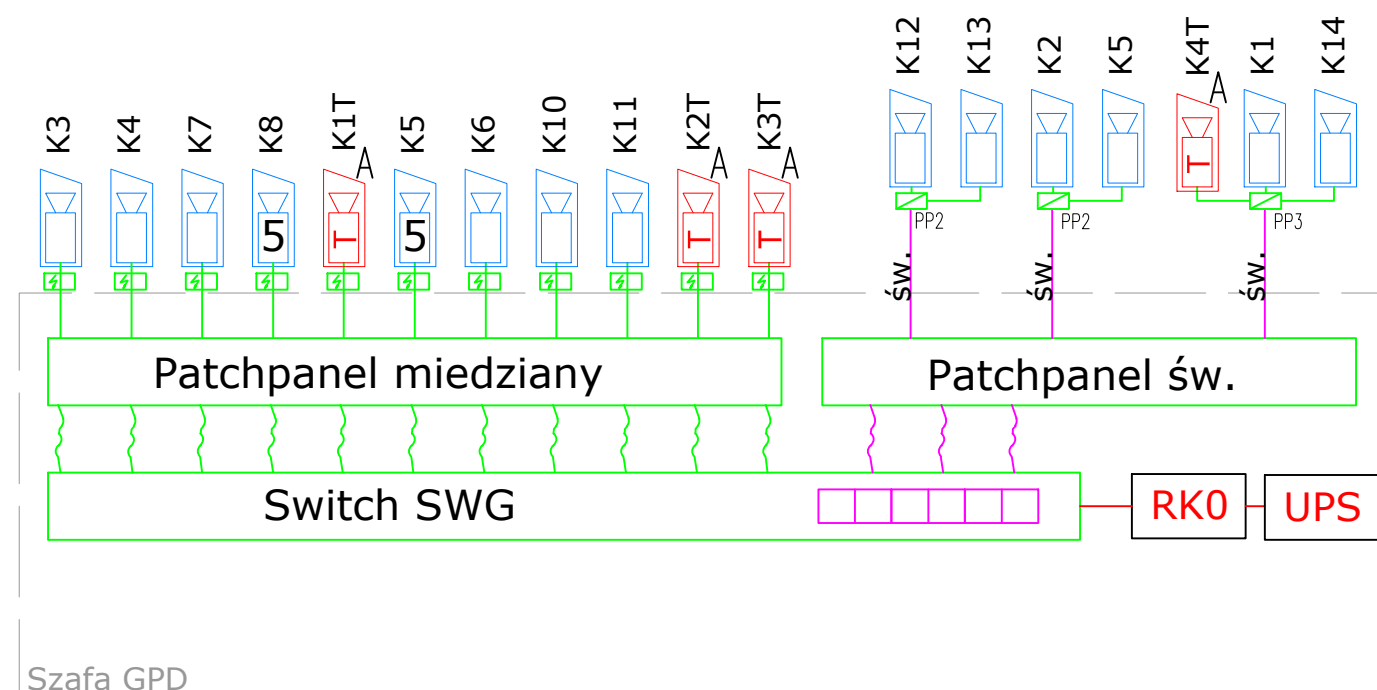 K12
K13
K2
K5
K4T
K1
K14
A
K3
K4
K7
K8
K1T
K5
K6
K10
K11
K2T
K3T
A
A
A
T
5
T
5
T
T
PP2
PP2
PP3
św.
św.
św.
Patchpanel miedziany
Patchpanel św.
Switch SWG
RK0
UPS
Szafa GPD